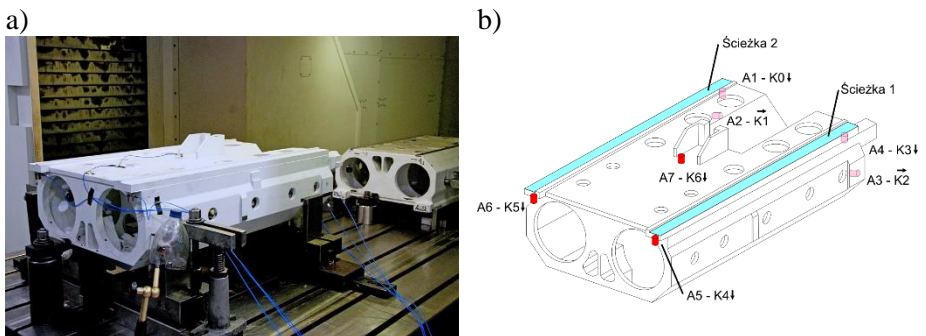 a)
b)
Ścieżka 2
A1 - K0↓
Ścieżka 1
A2 - K1→
A4 - K3↓
A7 - K6↓
A3 - K2→
A6 - K5↓
A5 - K4↓